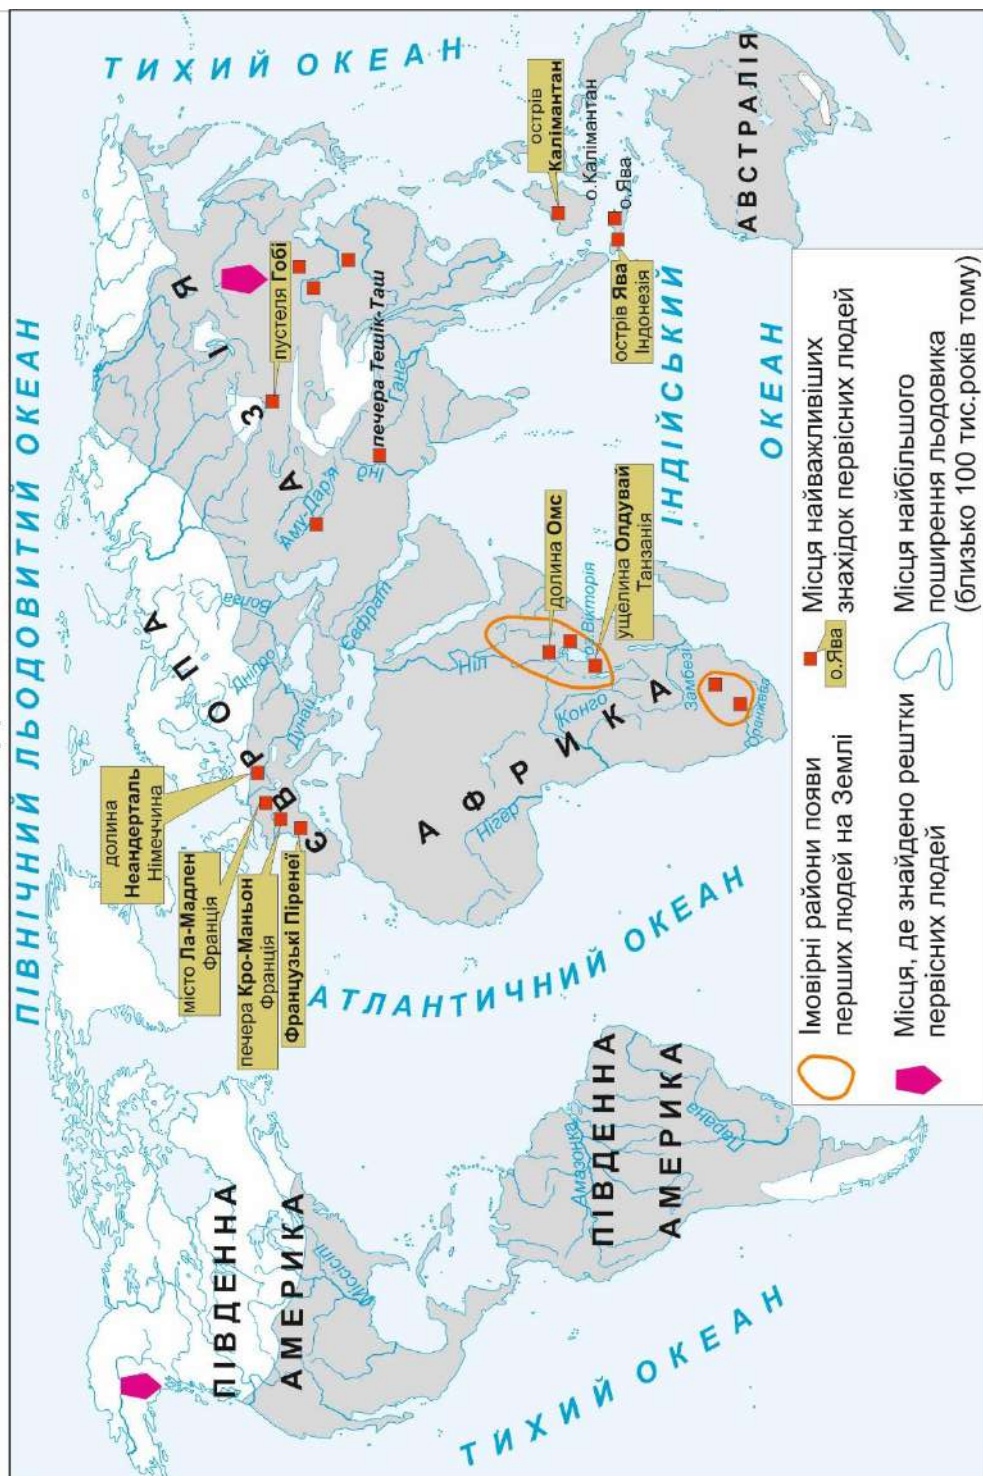 ПІВНІЧНИЙ ЛЬОДОВИТИЙ ОКЕАН
ТИХИЙ ОКЕАН
ТИХИЙ ОКЕАН
АТЛАНТИЧНИЙ ОКЕАН
ІНДІЙСЬКИЙ
ОКЕАН
ПІВДЕННА
АМЕРИКА
Міссісіпі
ПІВДЕННА
АМЕРИКА
Амазонка
Парана
ЄВРОПА
долина
Неандерталь
Німеччина
місто Ла-Мадлен
Франція
печера Кро-Маньон
Франція
Французькі Піренеї
Дунай
Дніпро
Волга
АЗІЯ
Євфрат
Аму-Дар'я
Інд
Ганг
пустеля Гобі
печера Тешік-Таш
АФРИКА
Нігер
Ніл
Конго
Замбезі
Оранжева
о.Вікторія
долина Омс
ущелина Олдувай
Танзанія
острів
Калімантан
о.Калімантан
о.Ява
острів Ява
Індонезія
АВСТРАЛІЯ
Імовірні райони появи
перших людей на Землі
Місця, де знайдено рештки
первісних людей
о.Ява
Місця найважливіших
знахідок первісних людей
Місця найбільшого
поширення льодовика
(близько 100 тис.років тому)